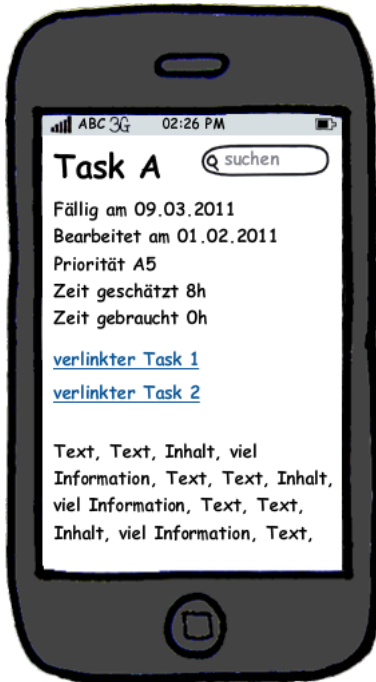 ABC 3G 02:26 PM
Task A
suchen
Fällig am 09.03.2011
Bearbeitet am 01.02.2011
Priorität A5
Zeit geschätzt 8h
Zeit gebraucht 0h
verlinkter Task 1
verlinkter Task 2
Text, Text, Inhalt, viel
Information, Text, Text, Inhalt,
viel Information, Text, Text,
Inhalt, viel Information, Text,